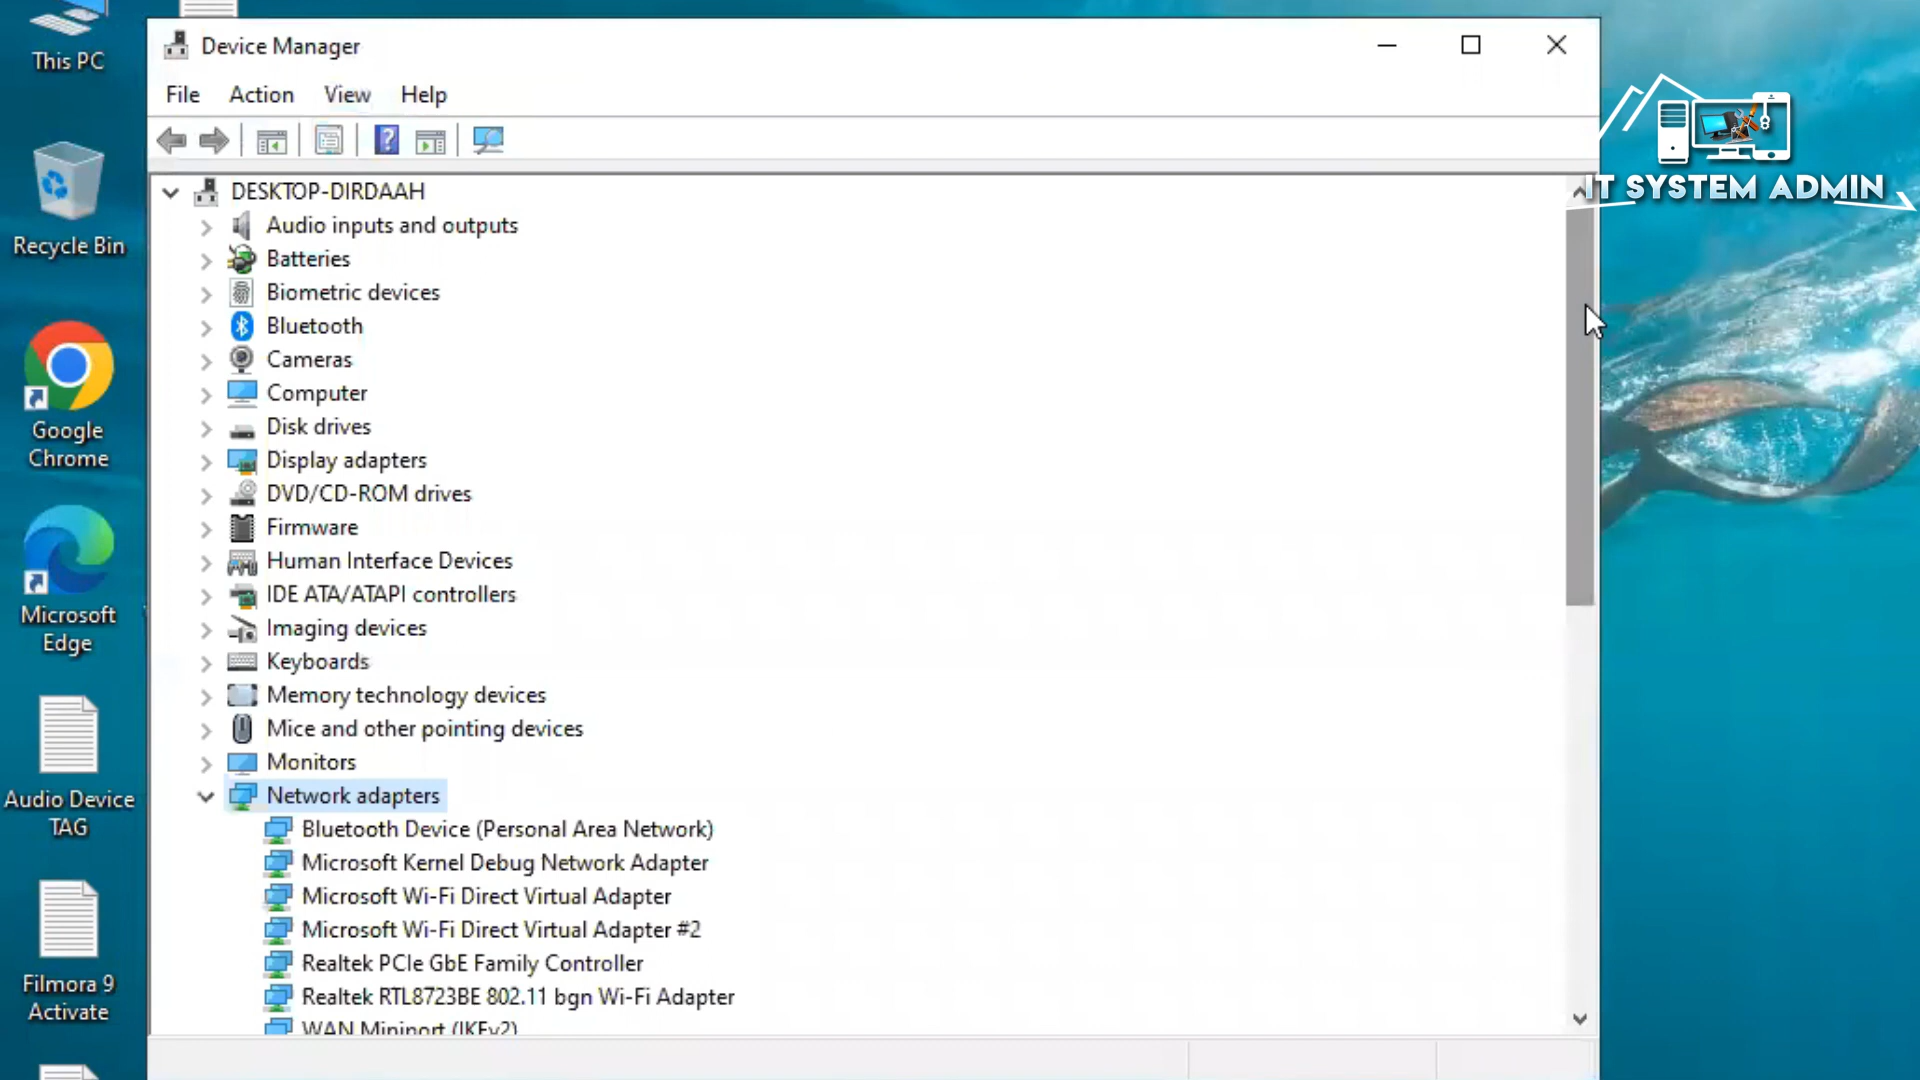 This PC
Recycle Bin
Google
Chrome
Microsoft
Edge
Audio Device
TAG
Filmora 9
Activate
Device Manager
File Action View Help
DESKTOP-DIRDAAH
Audio inputs and outputs
Batteries
Biometric devices
Bluetooth
Cameras
Computer
Disk drives
Display adapters
DVD/CD-ROM drives
Firmware
Human Interface Devices
IDE ATA/ATAPI controllers
Imaging devices
Keyboards
Memory technology devices
Mice and other pointing devices
Monitors
Network adapters
Bluetooth Device (Personal Area Network)
Microsoft Kernel Debug Network Adapter
Microsoft Wi-Fi Direct Virtual Adapter
Microsoft Wi-Fi Direct Virtual Adapter #2
Realtek PCIe GbE Family Controller
Realtek RTL8723BE 802.11 bgn Wi-Fi Adapter
WAN Miniport (IKEv2)
IT SYSTEM ADMIN